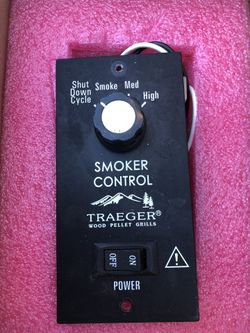 Shut
Down
Cycle
Smoke
Med
High
SMOKER
CONTROL
TRAEGER®
WOOD PELLET GRILLS
OFF
ON
POWER